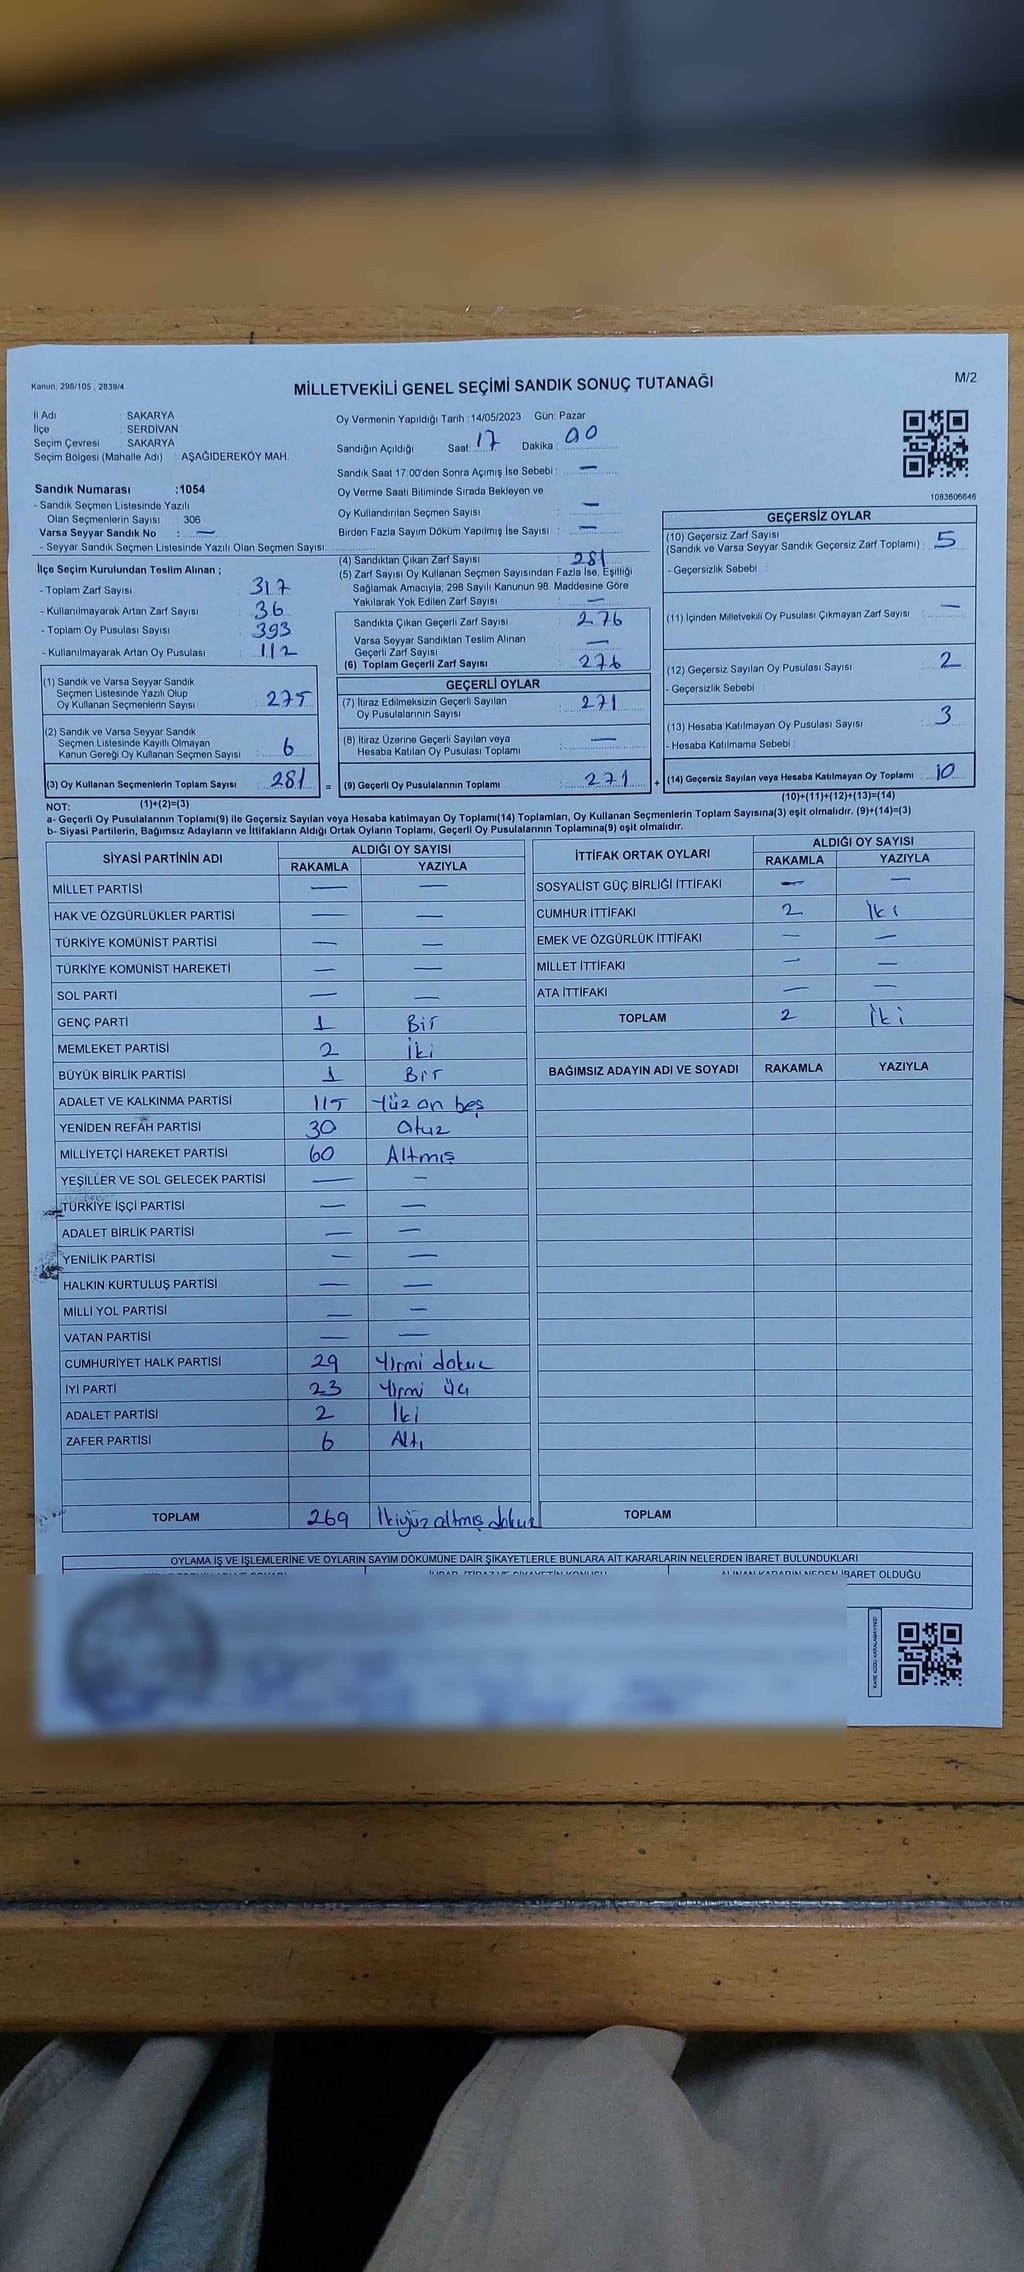 Kanun: 298/105 , 2839/4
MİLLETVEKİLİ GENEL SEÇİMİ SANDIK SONUÇ TUTANAĞI
M/2
İl Adı : SAKARYA
İlçe : SERDİVAN
Seçim Çevresi : SAKARYA
Seçim Bölgesi (Mahalle Adı) : AŞAĞIDEREKÖY MAH.
Sandık Numarası :1054
- Sandık Seçmen Listesinde Yazılı
Olan Seçmenlerin Sayısı : 306
Varsa Seyyar Sandık No : —
- Seyyar Sandık Seçmen Listesinde Yazılı Olan Seçmen Sayısı:
Oy Vermenin Yapıldığı Tarih :14/05/2023 Gün: Pazar
Sandığın Açıldığı Saat: 17 Dakika : 00
Sandık Saat 17:00'den Sonra Açımış İse Sebebi : —
Oy Verme Saati Bitiminde Sırada Bekleyen ve
Oy Kullandırılan Seçmen Sayısı : —
Birden Fazla Sayım Döküm Yapılmış İse Sayısı : —
1083606646
İlçe Seçim Kurulundan Teslim Alınan ;
- Toplam Zarf Sayısı : 317
- Kullanılmayarak Artan Zarf Sayısı : 36
- Toplam Oy Pusulası Sayısı : 393
- Kullanılmayarak Artan Oy Pusulası : 112
(1) Sandık ve Varsa Seyyar Sandık
Seçmen Listesinde Yazılı Olup
Oy Kullanan Seçmenlerin Sayısı : 275
(2) Sandık ve Varsa Seyyar Sandık
Seçmen Listesinde Kayıtlı Olmayan
Kanun Gereği Oy Kullanan Seçmen Sayısı : 6
(3) Oy Kullanan Seçmenlerin Toplam Sayısı : 281 =
(4) Sandıktan Çıkan Zarf Sayısı : 281
(5) Zarf Sayısı Oy Kullanan Seçmen Sayısından Fazla İse, Eşitliği
Sağlamak Amacıyla; 298 Sayılı Kanunun 98. Maddesine Göre
Yakılarak Yok Edilen Zarf Sayısı : —
Sandıkta Çıkan Geçerli Zarf Sayısı : 276
Varsa Seyyar Sandıktan Teslim Alınan
Geçerli Zarf Sayısı : —
(6) Toplam Geçerli Zarf Sayısı : 276
GEÇERLİ OYLAR
(7) İtiraz Edilmeksizin Geçerli Sayılan
Oy Pusulalarının Sayısı : 271
(8) İtiraz Üzerine Geçerli Sayılan veya
Hesaba Katılan Oy Pusulası Toplamı : —
(9) Geçerli Oy Pusulalarının Toplamı : 271 +
GEÇERSİZ OYLAR
(10) Geçersiz Zarf Sayısı
(Sandık ve Varsa Seyyar Sandık Geçersiz Zarf Toplamı) : 5
- Geçersizlik Sebebi :
(11) İçinden Milletvekili Oy Pusulası Çıkmayan Zarf Sayısı : —
(12) Geçersiz Sayılan Oy Pusulası Sayısı : 2
- Geçersizlik Sebebi :
(13) Hesaba Katılmayan Oy Pusulası Sayısı : 3
- Hesaba Katılmama Sebebi :
(14) Geçersiz Sayılan veya Hesaba Katılmayan Oy Toplamı : 10
NOT: (1)+(2)=(3)
(10)+(11)+(12)+(13)=(14)
a- Geçerli Oy Pusulalarının Toplamı(9) ile Geçersiz Sayılan veya Hesaba katılmayan Oy Toplamı(14) Toplamları, Oy Kullanan Seçmenlerin Toplam Sayısına(3) eşit olmalıdır. (9)+(14)=(3)
b- Siyasi Partilerin, Bağımsız Adayların ve İttifakların Aldığı Ortak Oyların Toplamı, Geçerli Oy Pusulalarının Toplamına(9) eşit olmalıdır.
SİYASİ PARTİNİN ADI ALDIĞI OY SAYISI
RAKAMLA YAZIYLA
MİLLET PARTİSİ — —
HAK VE ÖZGÜRLÜKLER PARTİSİ — —
TÜRKİYE KOMÜNİST PARTİSİ — —
TÜRKİYE KOMÜNİST HAREKETİ — —
SOL PARTİ — —
GENÇ PARTİ 1 Bir
MEMLEKET PARTİSİ 2 İki
BÜYÜK BİRLİK PARTİSİ 1 Bir
ADALET VE KALKINMA PARTİSİ 115 Yüz on beş
YENİDEN REFAH PARTİSİ 30 Otuz
MİLLİYETÇİ HAREKET PARTİSİ 60 Altmış
YEŞİLLER VE SOL GELECEK PARTİSİ — —
TÜRKİYE İŞÇİ PARTİSİ — —
ADALET BİRLİK PARTİSİ — —
YENİLİK PARTİSİ — —
HALKIN KURTULUŞ PARTİSİ — —
MİLLİ YOL PARTİSİ — —
VATAN PARTİSİ — —
CUMHURİYET HALK PARTİSİ 29 Yirmi dokuz
İYİ PARTİ 23 Yirmi üç
ADALET PARTİSİ 2 İki
ZAFER PARTİSİ 6 Altı
TOPLAM 269 İkiyüz altmış dokuz
İTTİFAK ORTAK OYLARI ALDIĞI OY SAYISI
RAKAMLA YAZIYLA
SOSYALİST GÜÇ BİRLİĞİ İTTİFAKI — —
CUMHUR İTTİFAKI 2 İki
EMEK VE ÖZGÜRLÜK İTTİFAKI — —
MİLLET İTTİFAKI — —
ATA İTTİFAKI — —
TOPLAM 2 İki
BAĞIMSIZ ADAYIN ADI VE SOYADI RAKAMLA YAZIYLA
TOPLAM
OYLAMA İŞ VE İŞLEMLERİNE VE OYLARIN SAYIM DÖKÜMÜNE DAİR ŞİKAYETLERLE BUNLARA AİT KARARLARIN NELERDEN İBARET BULUNDUKLARI
ALINAN KARARIN NEDEN İBARET OLDUĞU